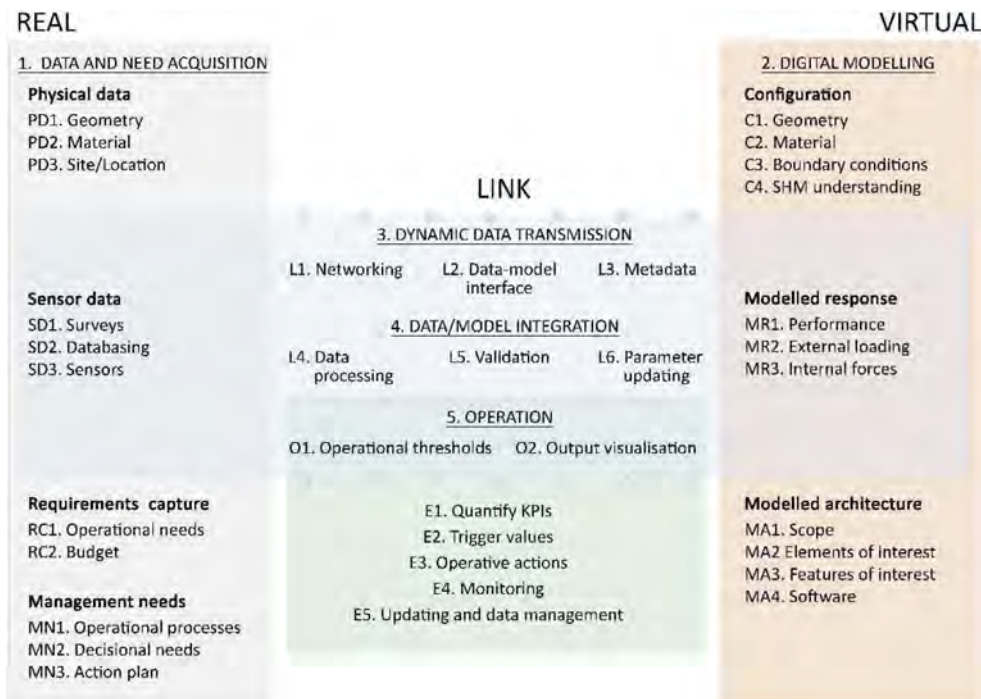 REAL
VIRTUAL
1. DATA AND NEED ACQUISITION
Physical data
PD1. Geometry
PD2. Material
PD3. Site/Location
Sensor data
SD1. Surveys
SD2. Databasing
SD3. Sensors
Requirements capture
RC1. Operational needs
RC2. Budget
Management needs
MN1. Operational processes
MN2. Decisional needs
MN3. Action plan
LINK
3. DYNAMIC DATA TRANSMISSION
L1. Networking
L2. Data-model
interface
L3. Metadata
4. DATA/MODEL INTEGRATION
L4. Data
processing
L5. Validation
L6. Parameter
updating
5. OPERATION
O1. Operational thresholds
O2. Output visualisation
E1. Quantify KPIs
E2. Trigger values
E3. Operative actions
E4. Monitoring
E5. Updating and data management
2. DIGITAL MODELLING
Configuration
C1. Geometry
C2. Material
C3. Boundary conditions
C4. SHM understanding
Modelled response
MR1. Performance
MR2. External loading
MR3. Internal forces
Modelled architecture
MA1. Scope
MA2 Elements of interest
MA3. Features of interest
MA4. Software